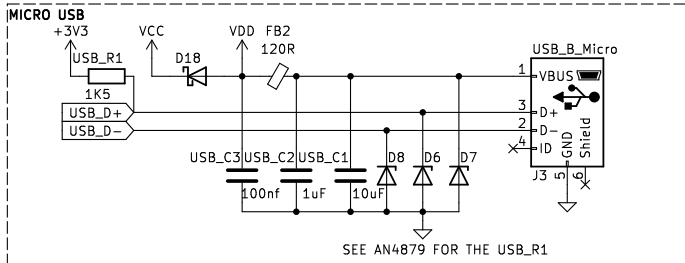 MICRO USB
+3V3 VCC VDD FB2
USB_R1 D18 120R USB_B_Micro
1K5
1 VBUS
USB_D+ 3 D+
USB_D- 2 D-
4 ID
GND Shield
USB_C3 USB_C2 USB_C1 D8 D6 D7
J3 5 6
100nf 1uF 10uF
SEE AN4879 FOR THE USB_R1